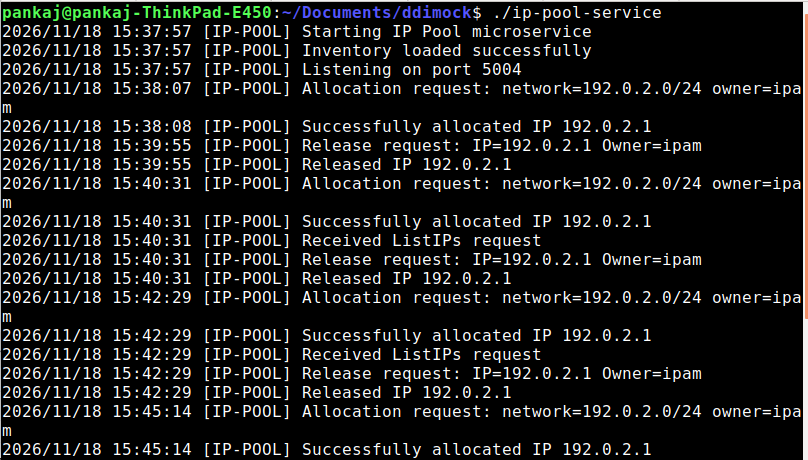 pankaj@pankaj-ThinkPad-E450:~/Documents/ddimock$ ./ip-pool-service
2026/11/18 15:37:57 [IP-POOL] Starting IP Pool microservice
2026/11/18 15:37:57 [IP-POOL] Inventory loaded successfully
2026/11/18 15:37:57 [IP-POOL] Listening on port 5004
2026/11/18 15:38:07 [IP-POOL] Allocation request: network=192.0.2.0/24 owner=ipa
m
2026/11/18 15:38:08 [IP-POOL] Successfully allocated IP 192.0.2.1
2026/11/18 15:39:55 [IP-POOL] Release request: IP=192.0.2.1 Owner=ipam
2026/11/18 15:39:55 [IP-POOL] Released IP 192.0.2.1
2026/11/18 15:40:31 [IP-POOL] Allocation request: network=192.0.2.0/24 owner=ipa
m
2026/11/18 15:40:31 [IP-POOL] Successfully allocated IP 192.0.2.1
2026/11/18 15:40:31 [IP-POOL] Received ListIPs request
2026/11/18 15:40:31 [IP-POOL] Release request: IP=192.0.2.1 Owner=ipam
2026/11/18 15:40:31 [IP-POOL] Released IP 192.0.2.1
2026/11/18 15:42:29 [IP-POOL] Allocation request: network=192.0.2.0/24 owner=ipa
m
2026/11/18 15:42:29 [IP-POOL] Successfully allocated IP 192.0.2.1
2026/11/18 15:42:29 [IP-POOL] Received ListIPs request
2026/11/18 15:42:29 [IP-POOL] Release request: IP=192.0.2.1 Owner=ipam
2026/11/18 15:42:29 [IP-POOL] Released IP 192.0.2.1
2026/11/18 15:45:14 [IP-POOL] Allocation request: network=192.0.2.0/24 owner=ipa
m
2026/11/18 15:45:14 [IP-POOL] Successfully allocated IP 192.0.2.1